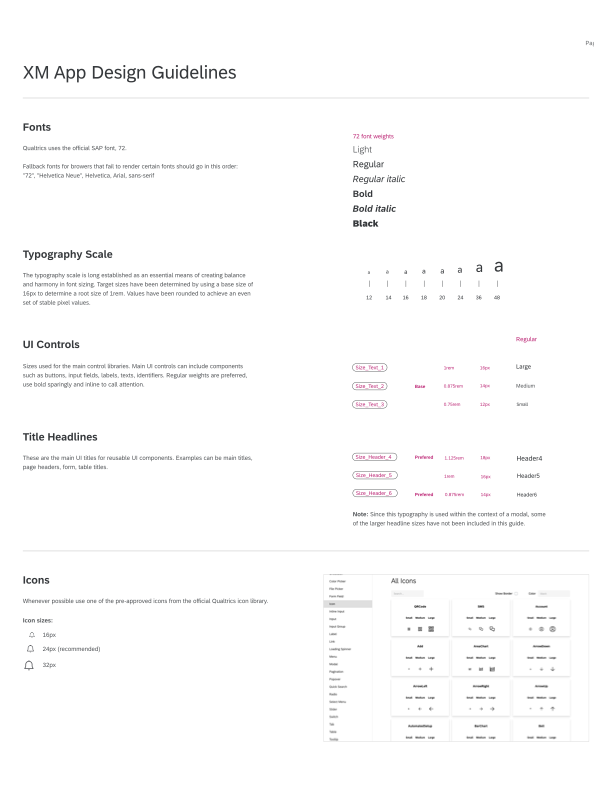 Pag
XM App Design Guidelines
Fonts
Qualtrics uses the official SAP font, 72.
Fallback fonts for browers that fail to render certain fonts should go in this order:
"72", "Helvetica Neue", Helvetica, Arial, sans-serif
72 font weights
Light
Regular
Regular italic
Bold
Bold italic
Black
Typography Scale
The typography scale is long established as an essential means of creating balance
and harmony in font sizing. Target sizes have been determined by using a base size of
16px to determine a root size of 1rem. Values have been rounded to achieve an even
set of stable pixel values.
a a a a a a a a
12 14 16 18 20 24 36 48
UI Controls
Sizes used for the main control libraries. Main UI controls can include components
such as buttons, input fields, labels, texts, identifiers. Regular weights are preferred,
use bold sparingly and inline to call attention.
Regular
Size_Text_1 1rem 16px Large
Size_Text_2 Base 0.875rem 14px Medium
Size_Text_3 0.75rem 12px Small
Title Headlines
These are the main UI titles for reusable UI components. Examples can be main titles,
page headers, form, table titles.
Size_Header_4 Prefered 1.125rem 18px Header4
Size_Header_5 1rem 16px Header5
Size_Header_6 Prefered 0.875rem 14px Header6
Note: Since this typography is used within the context of a modal, some
of the larger headline sizes have not been included in this guide.
Icons
Whenever possible use one of the pre-approved icons from the official Qualtrics icon library.
Icon sizes:
16px
24px (recommended)
32px
Color Picker
File Picker
Form Field
Icon
Inline Input
Input
Input Group
Label
Link
Loading Spinner
Menu
Modal
Pagination
Popover
Quick Search
Radio
Select Menu
Slider
Switch
Tab
Table
Tooltip
All Icons
Search
Show Border
Color
QRCode
SMS
Account
Small Medium Large
Small Medium Large
Small Medium Large
Add
AreaChart
ArrowDown
Small Medium Large
Small Medium Large
Small Medium Large
ArrowLeft
ArrowRight
ArrowUp
Small Medium Large
Small Medium Large
Small Medium Large
AutomateSetup
BarChart
Bell
Small Medium Large
Small Medium Large
Small Medium Large